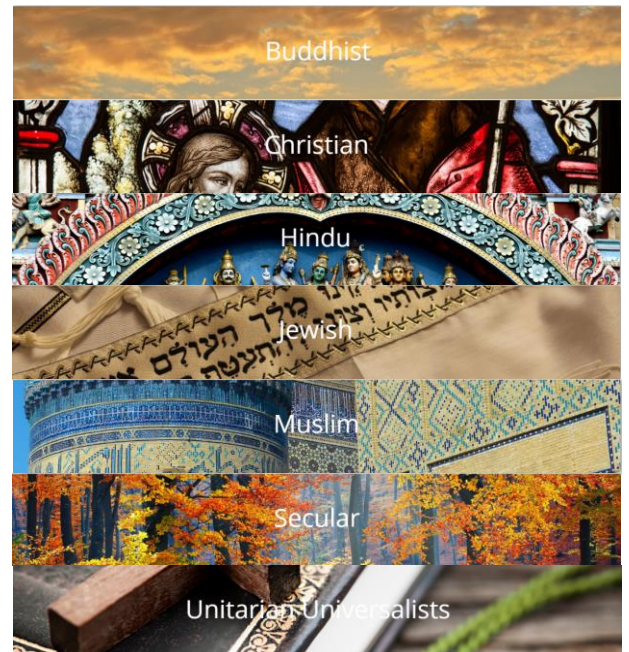 Buddhist
Christian
Hindu
מלך העולם
Jewish
Muslim
Secular
Unitarian Universalists